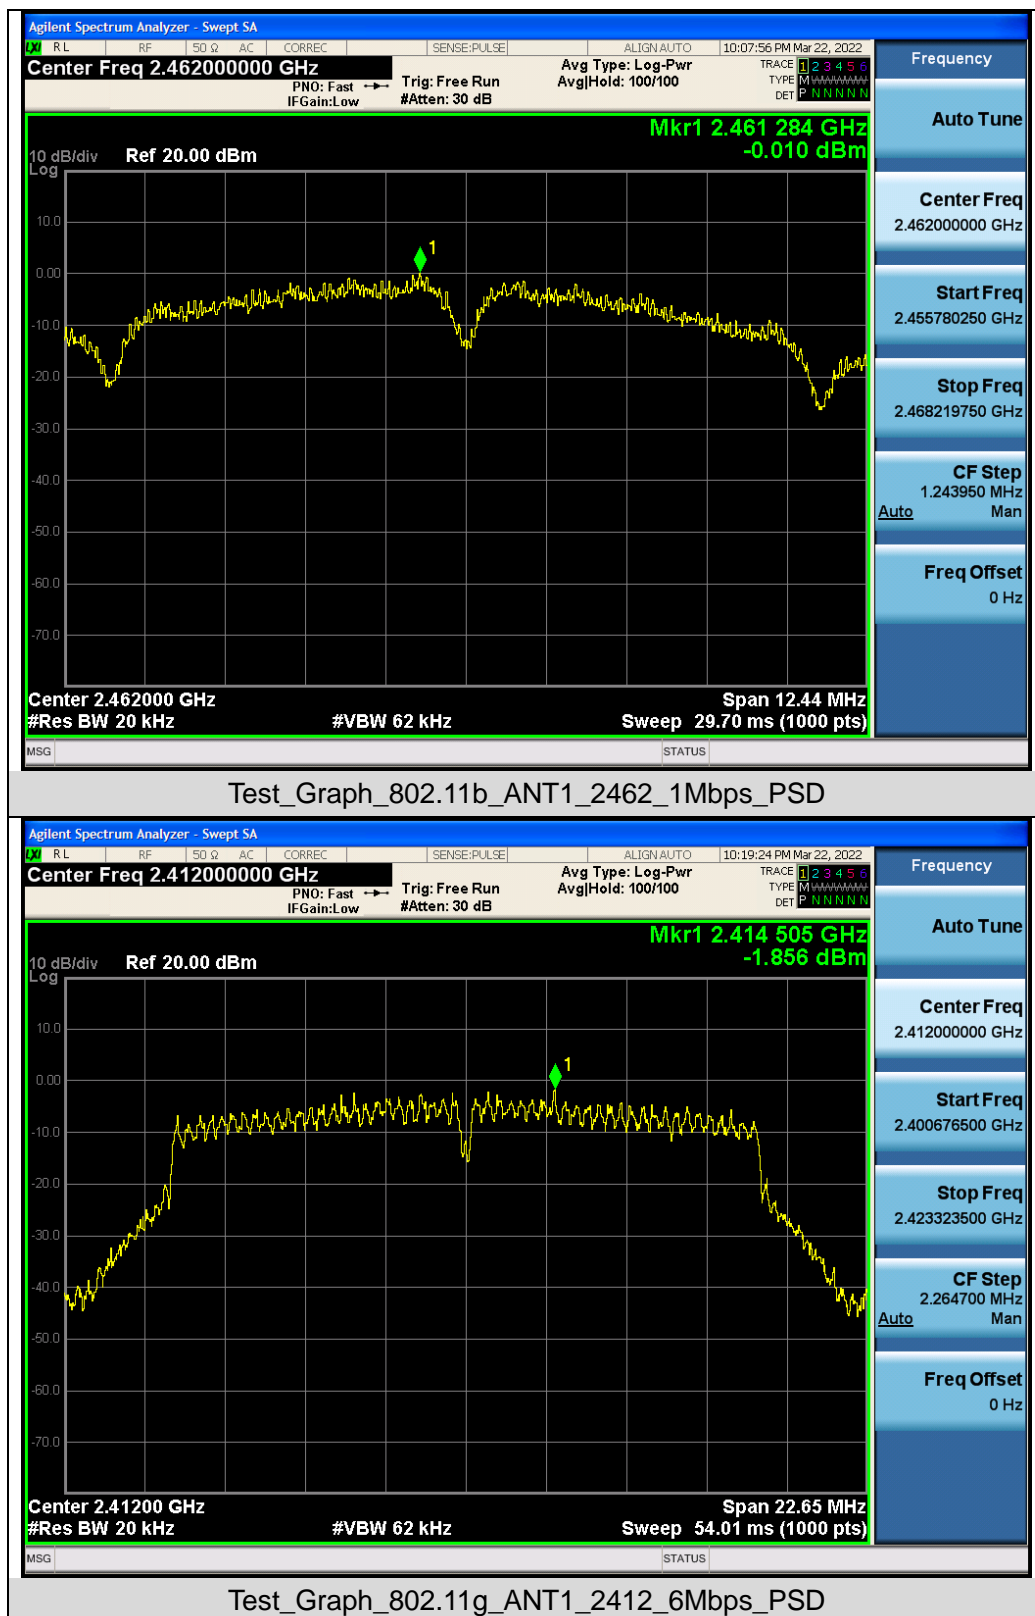 Agilent Spectrum Analyzer - Swept SA
LXI RL RF 50 Ω AC CORREC SENSE:PULSE ALIGN AUTO 10:07:56 PM Mar 22, 2022
Center Freq 2.462000000 GHz
PNO: Fast
IFGain:Low
Trig: Free Run
#Atten: 30 dB
Avg Type: Log-Pwr
Avg|Hold: 100/100
TRACE 1 2 3 4 5 6
TYPE M
DET P N N N N N
Mkr1 2.461 284 GHz
-0.010 dBm
10 dB/div Ref 20.00 dBm
Log
10.0
1
0.00
-10.0
-20.0
-30.0
-40.0
-50.0
-60.0
-70.0
Center 2.462000 GHz Span 12.44 MHz
#Res BW 20 kHz #VBW 62 kHz Sweep 29.70 ms (1000 pts)
MSG STATUS
Frequency
Auto Tune
Center Freq
2.462000000 GHz
Start Freq
2.455780250 GHz
Stop Freq
2.468219750 GHz
CF Step
1.243950 MHz
Auto Man
Freq Offset
0 Hz
Test_Graph_802.11b_ANT1_2462_1Mbps_PSD
Agilent Spectrum Analyzer - Swept SA
LXI RL RF 50 Ω AC CORREC SENSE:PULSE ALIGN AUTO 10:19:24 PM Mar 22, 2022
Center Freq 2.412000000 GHz
PNO: Fast
IFGain:Low
Trig: Free Run
#Atten: 30 dB
Avg Type: Log-Pwr
Avg|Hold: 100/100
TRACE 1 2 3 4 5 6
TYPE M
DET P N N N N N
Mkr1 2.414 505 GHz
-1.856 dBm
10 dB/div Ref 20.00 dBm
Log
10.0
1
0.00
-10.0
-20.0
-30.0
-40.0
-50.0
-60.0
-70.0
Center 2.41200 GHz Span 22.65 MHz
#Res BW 20 kHz #VBW 62 kHz Sweep 54.01 ms (1000 pts)
MSG STATUS
Frequency
Auto Tune
Center Freq
2.412000000 GHz
Start Freq
2.400676500 GHz
Stop Freq
2.423323500 GHz
CF Step
2.264700 MHz
Auto Man
Freq Offset
0 Hz
Test_Graph_802.11g_ANT1_2412_6Mbps_PSD